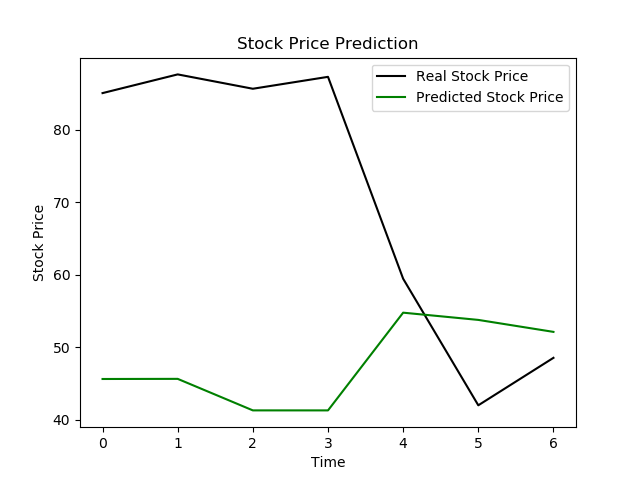 Stock Price Prediction
Real Stock Price
Predicted Stock Price
80
70
60
50
40
Stock Price
0 1 2 3 4 5 6
Time